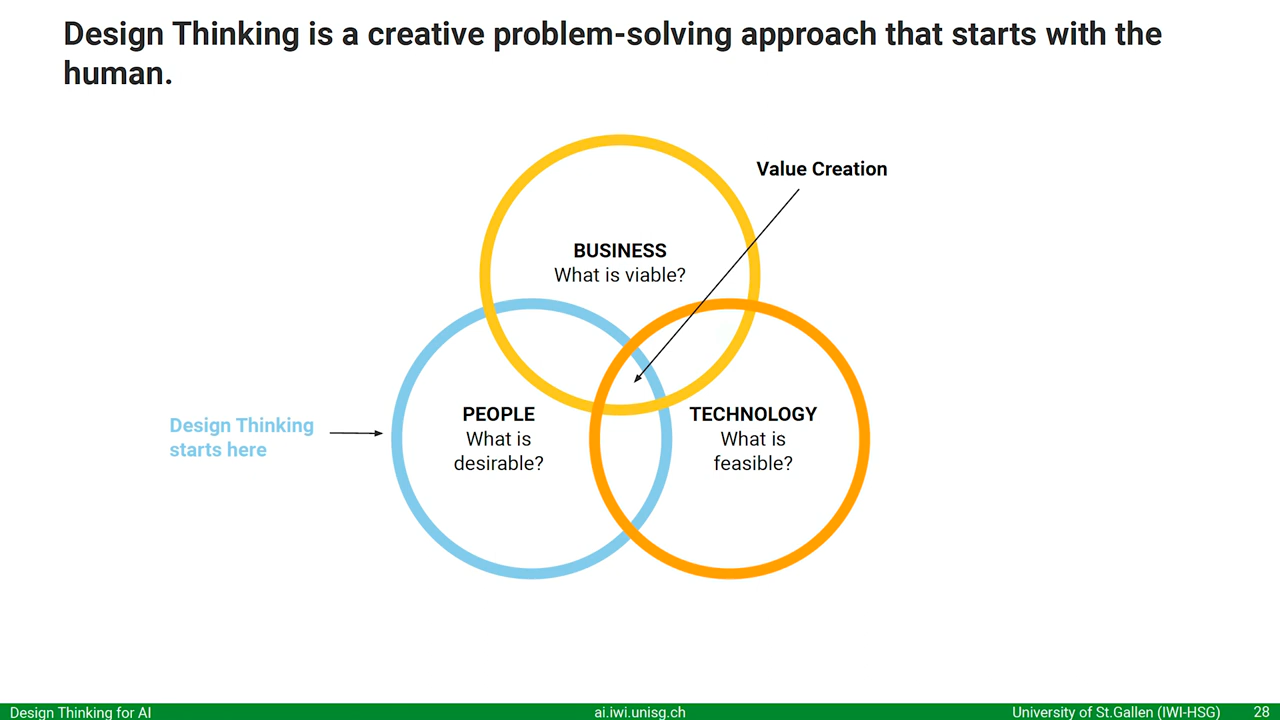 Design Thinking is a creative problem-solving approach that starts with the
human.
Value Creation
BUSINESS
What is viable?
PEOPLE
What is
desirable?
TECHNOLOGY
What is
feasible?
Design Thinking
starts here
Design Thinking for AI
ai.iwi.unisg.ch
University of St.Gallen (IWI-HSG)
28